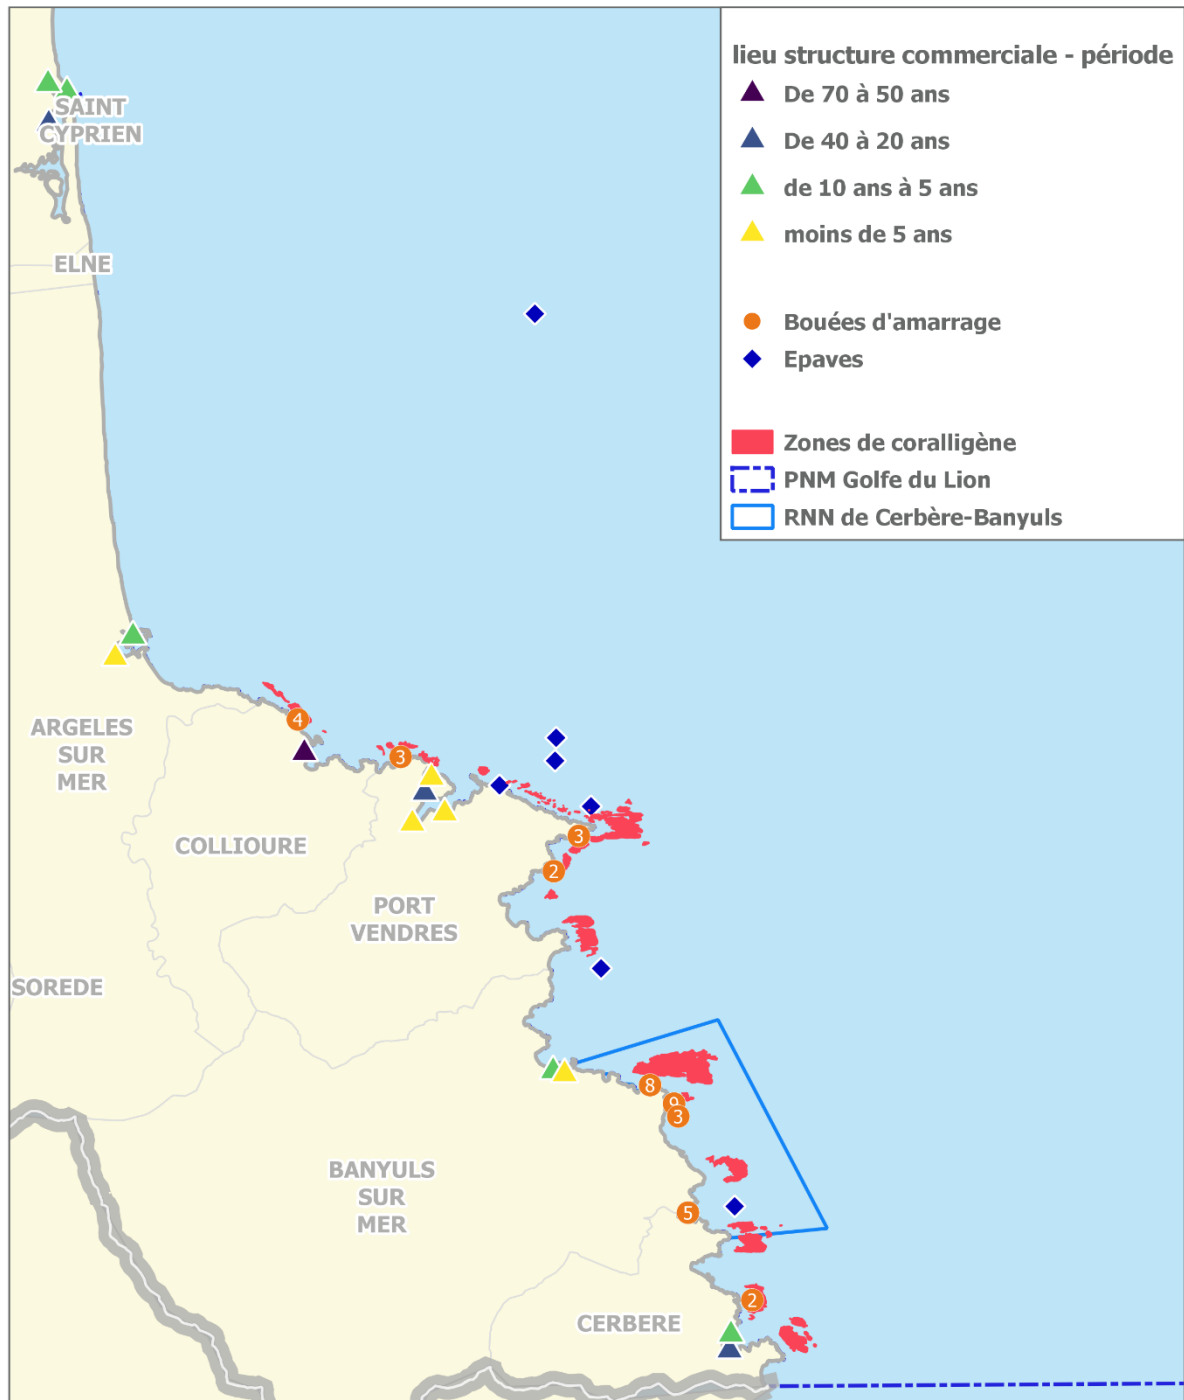 lieu structure commerciale - période
De 70 à 50 ans
De 40 à 20 ans
de 10 ans à 5 ans
moins de 5 ans
Bouées d'amarrage
Epaves
Zones de coralligène
PNM Golfe du Lion
RNN de Cerbère-Banyuls
SAINT
CYPRIEN
ELNE
4
ARGELES
SUR
MER
3
3
COLLIOURE
2
PORT
VENDRES
SOREDE
8
9
3
BANYULS
SUR
MER
5
2
CERBERE